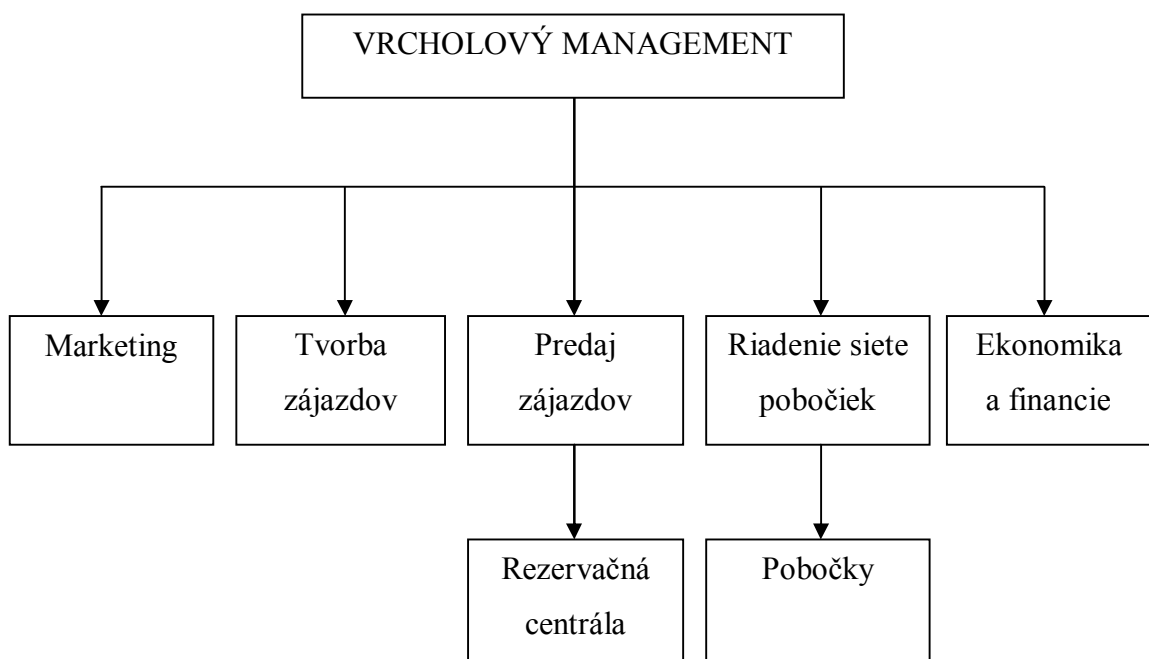 VRCHOLOVÝ MANAGEMENT
Marketing
Tvorba
zájazdov
Predaj
zájazdov
Riadenie siete
pobočiek
Ekonomika
a financie
Rezervačná
centrála
Pobočky